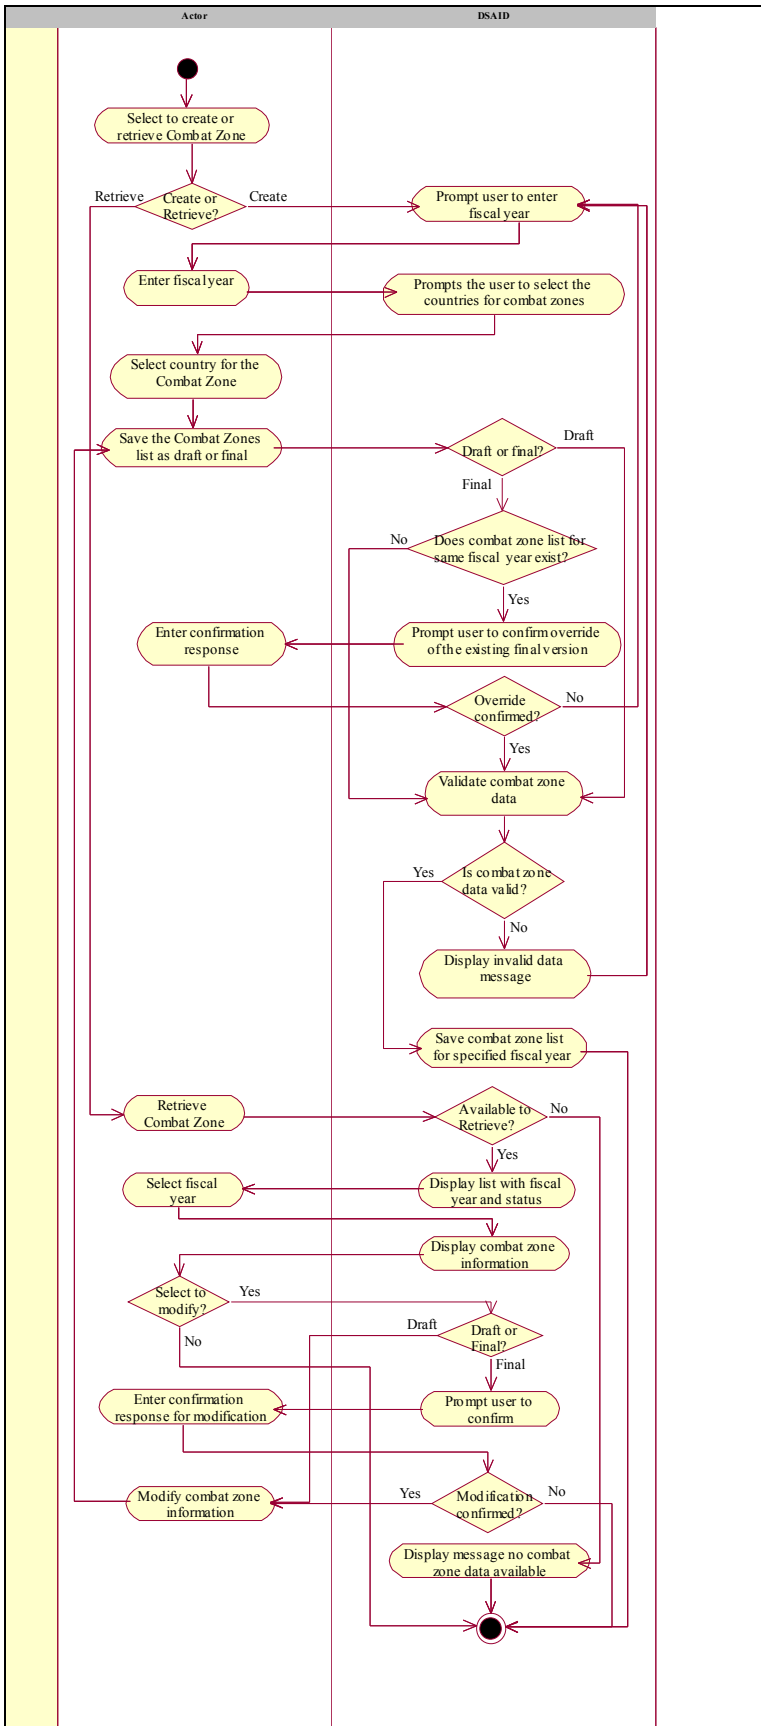 Actor
DSAID
Select to create or
retrieve Combat Zone
Retrieve
Create or
Retrieve?
Create
Prompt user to enter
fiscal year
Enter fiscal year
Prompts the user to select the
countries for combat zones
Select country for the
Combat Zone
Save the Combat Zones
list as draft or final
Draft or final?
Draft
Final
No
Does combat zone list for
same fiscal year exist?
Yes
Enter confirmation
response
Prompt user to confirm override
of the existing final version
Override
confirmed?
No
Yes
Validate combat zone
data
Yes
Is combat zone
data valid?
No
Display invalid data
message
Save combat zone list
for specified fiscal year
Retrieve
Combat Zone
Available to
Retrieve?
No
Yes
Select fiscal
year
Display list with fiscal
year and status
Display combat zone
information
Select to
modify?
Yes
No
Draft
Draft or
Final?
Final
Enter confirmation
response for modification
Prompt user to
confirm
Modify combat zone
information
Yes
Modification
confirmed?
No
Display message no combat
zone data available